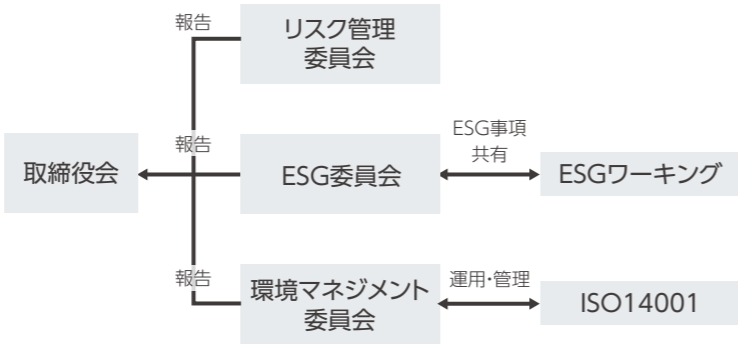 報告
リスク管理
委員会
取締役会
報告
ESG委員会
ESG事項
共有
ESGワーキング
報告
環境マネジメント
委員会
運用・管理
ISO14001